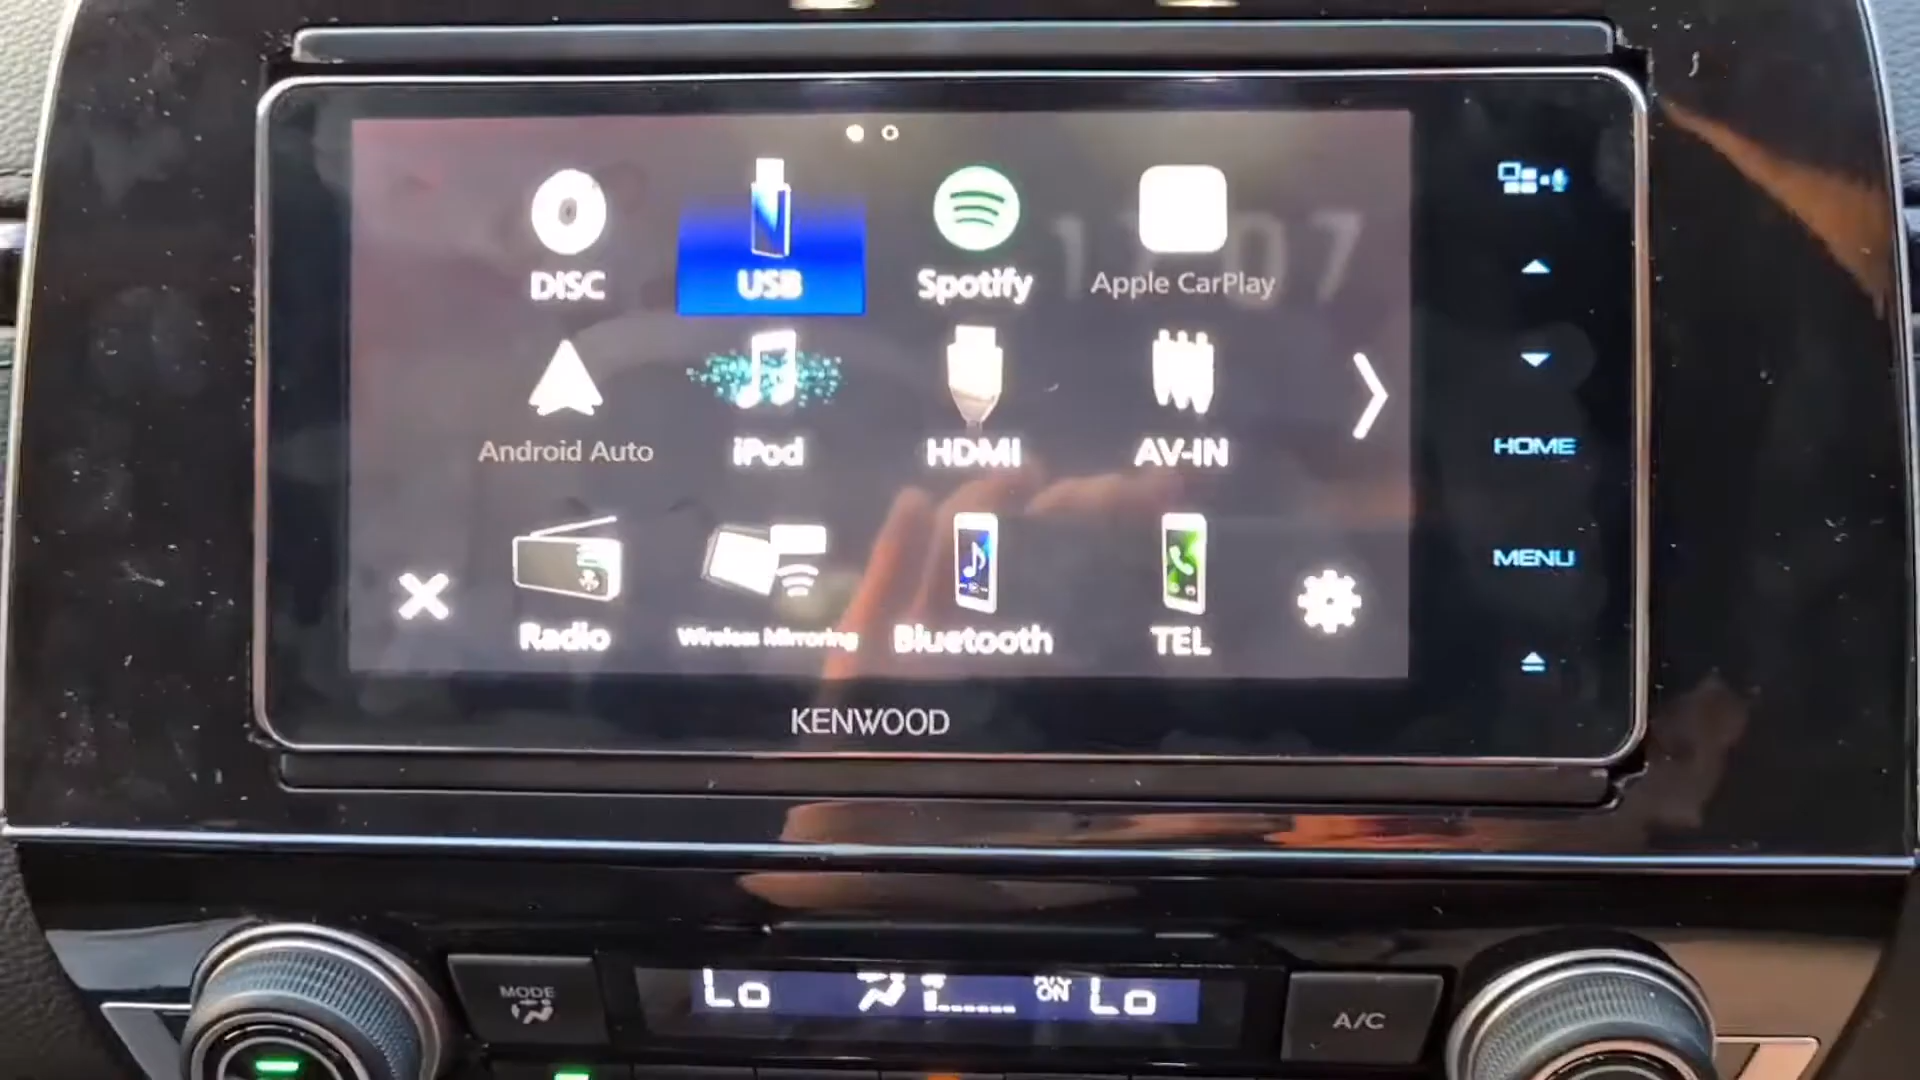 DISC
USB
Spotify
Apple CarPlay
Android Auto
iPod
HDMI
AV-IN
Radio
Wireless Mirroring
Bluetooth
TEL
HOME
MENU
KENWOOD
MODE
Lo
A/C ON
Lo
A/C